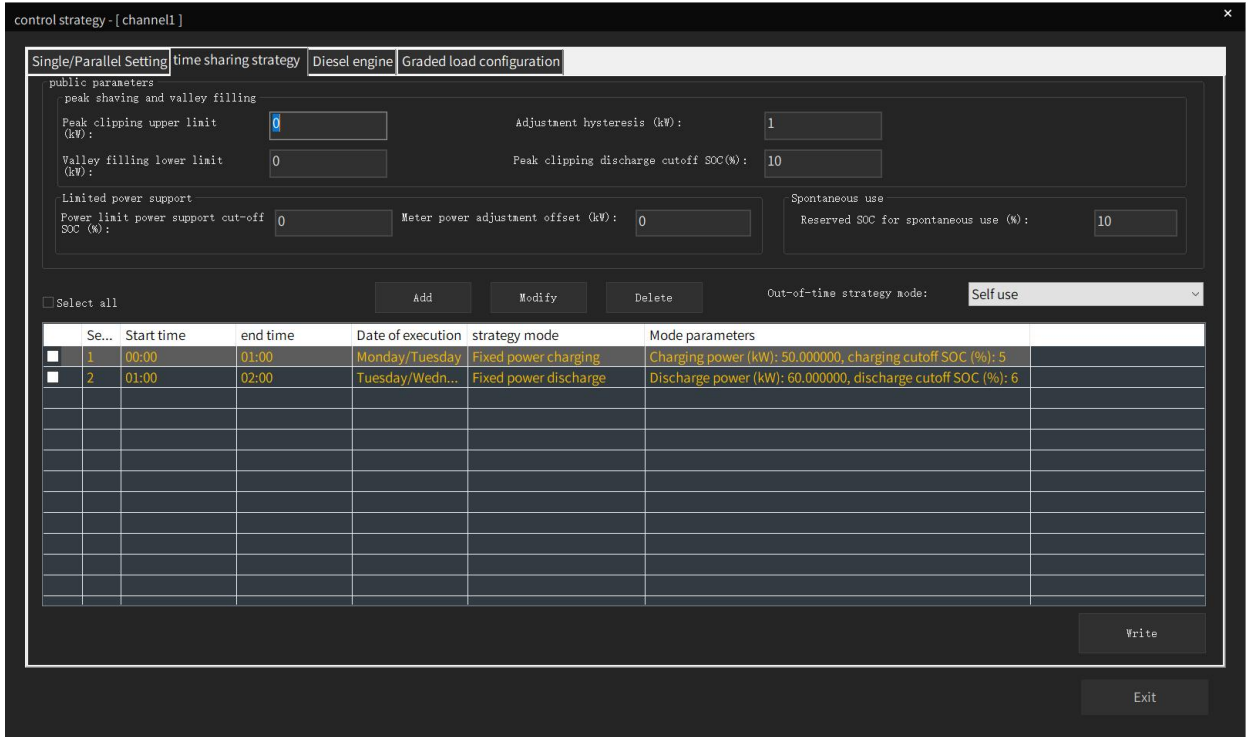 control strategy - [ channel1 ]
×
Single/Parallel Setting time sharing strategy Diesel engine Graded load configuration
public parameters
peak shaving and valley filling
Peak clipping upper limit (kW): 0 Adjustment hysteresis (kW): 1
Valley filling lower limit (kW): 0 Peak clipping discharge cutoff SOC(%): 10
Limited power support Spontaneous use
Power limit power support cut-off SOC (%): 0 Meter power adjustment offset (kW): 0 Reserved SOC for spontaneous use (%): 10
Select all Add Modify Delete Out-of-time strategy mode: Self use
Se... Start time end time Date of execution strategy mode Mode parameters
1 00:00 01:00 Monday/Tuesday Fixed power charging Charging power (kW): 50.000000, charging cutoff SOC (%): 5
2 01:00 02:00 Tuesday/Wedn... Fixed power discharge Discharge power (kW): 60.000000, discharge cutoff SOC (%): 6
Write
Exit